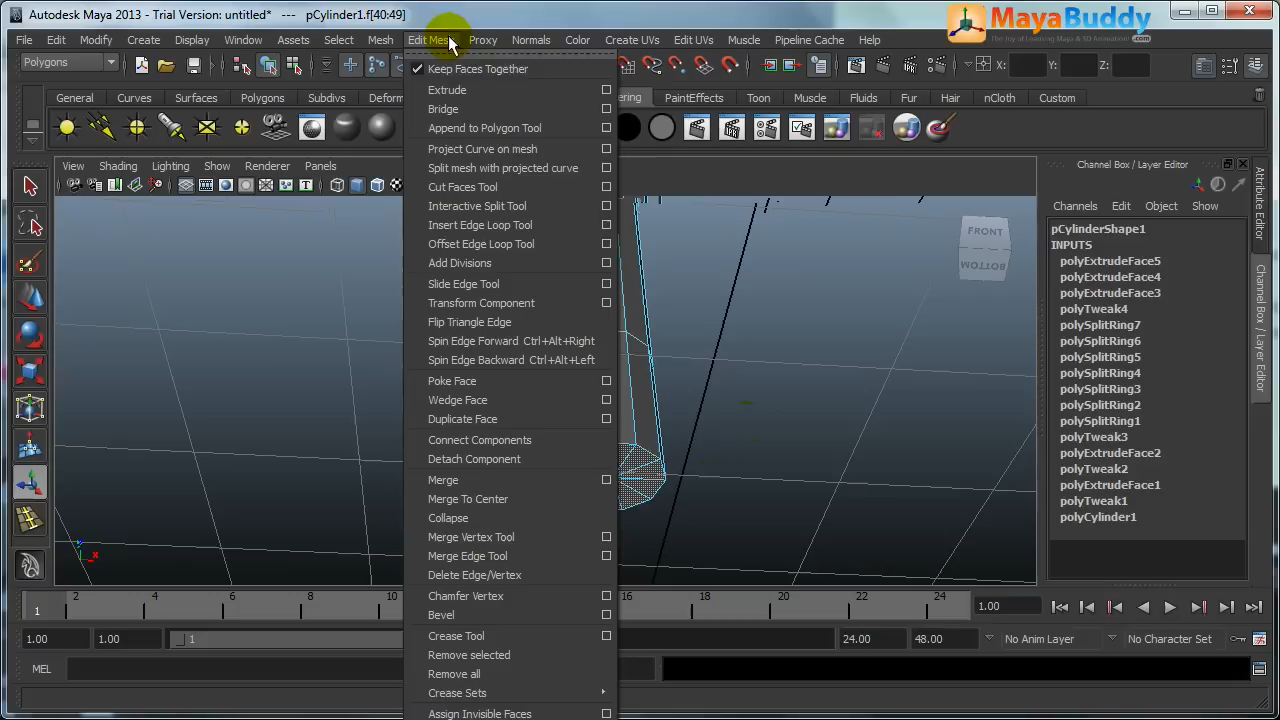 Autodesk Maya 2013 - Trial Version: untitled* --- pCylinder1.f[40:49]
MayaBuddy
The Joy of Learning Maya & 3D Animation!
.com
File Edit Modify Create Display Window Assets Select Mesh Edit Mesh Proxy Normals Color Create UVs Edit UVs Muscle Pipeline Cache Help
Polygons
X: Y: Z:
General Curves Surfaces Polygons Subdivs Deform
ering PaintEffects Toon Muscle Fluids Fur Hair nCloth Custom
View Shading Lighting Show Renderer Panels
Keep Faces Together
Extrude
Bridge
Append to Polygon Tool
Project Curve on mesh
Split mesh with projected curve
Cut Faces Tool
Interactive Split Tool
Insert Edge Loop Tool
Offset Edge Loop Tool
Add Divisions
Slide Edge Tool
Transform Component
Flip Triangle Edge
Spin Edge Forward Ctrl+Alt+Right
Spin Edge Backward Ctrl+Alt+Left
Poke Face
Wedge Face
Duplicate Face
Connect Components
Detach Component
Merge
Merge To Center
Collapse
Merge Vertex Tool
Merge Edge Tool
Delete Edge/Vertex
Chamfer Vertex
Bevel
Crease Tool
Remove selected
Remove all
Crease Sets
Assign Invisible Faces
FRONT
BOTTOM
Channel Box / Layer Editor
Channels Edit Object Show
pCylinderShape1
INPUTS
polyExtrudeFace5
polyExtrudeFace4
polyExtrudeFace3
polyTweak4
polySplitRing7
polySplitRing6
polySplitRing5
polySplitRing4
polySplitRing3
polySplitRing2
polySplitRing1
polyTweak3
polyExtrudeFace2
polyTweak2
polyExtrudeFace1
polyTweak1
polyCylinder1
Attribute Editor
Channel Box / Layer Editor
x
1 2 4 6 8 10 16 18 20 22 24 1.00
1.00 1.00 1 24.00 48.00 No Anim Layer No Character Set
MEL